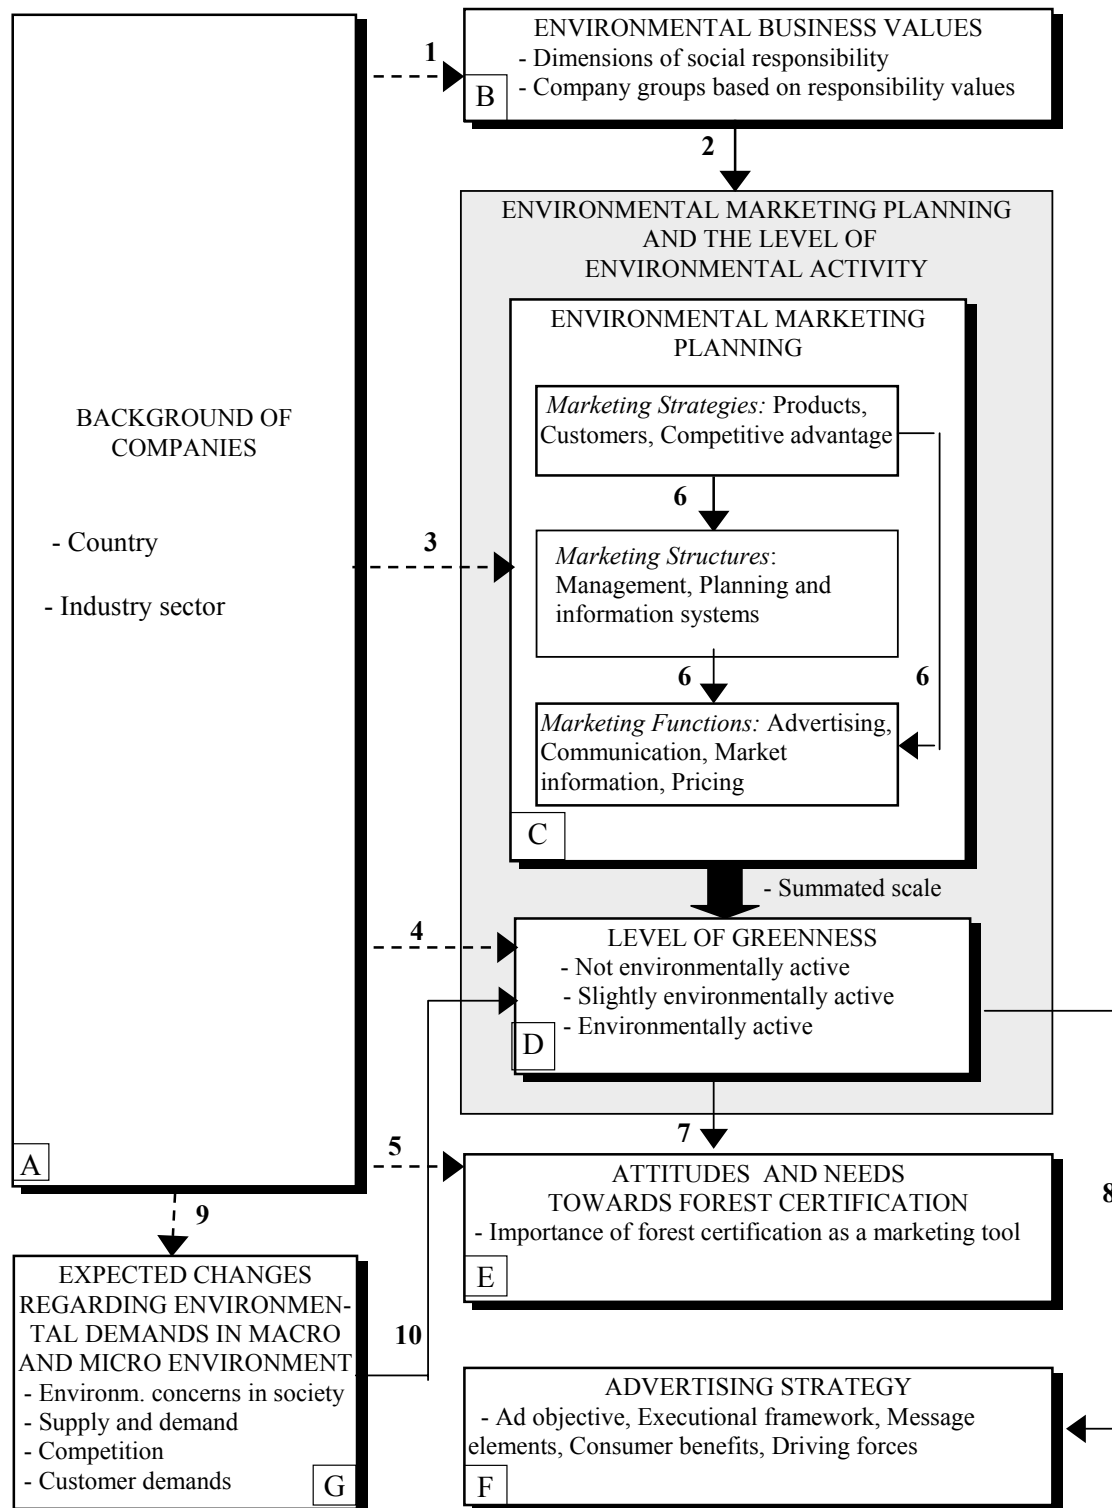 ENVIRONMENTAL BUSINESS VALUES
- Dimensions of social responsibility
- Company groups based on responsibility values
B
1
2
BACKGROUND OF
COMPANIES
- Country
- Industry sector
A
ENVIRONMENTAL MARKETING PLANNING
AND THE LEVEL OF
ENVIRONMENTAL ACTIVITY
ENVIRONMENTAL MARKETING
PLANNING
Marketing Strategies: Products,
Customers, Competitive advantage
6
3
Marketing Structures:
Management, Planning and
information systems
6
6
Marketing Functions: Advertising,
Communication, Market
information, Pricing
C
- Summated scale
4
LEVEL OF GREENNESS
- Not environmentally active
- Slightly environmentally active
- Environmentally active
D
7
5
ATTITUDES AND NEEDS
TOWARDS FOREST CERTIFICATION
- Importance of forest certification as a marketing tool
E
8
9
EXPECTED CHANGES
REGARDING ENVIRONMEN-
TAL DEMANDS IN MACRO
AND MICRO ENVIRONMENT
- Environm. concerns in society
- Supply and demand
- Competition
- Customer demands
G
10
ADVERTISING STRATEGY
- Ad objective, Executional framework, Message
elements, Consumer benefits, Driving forces
F